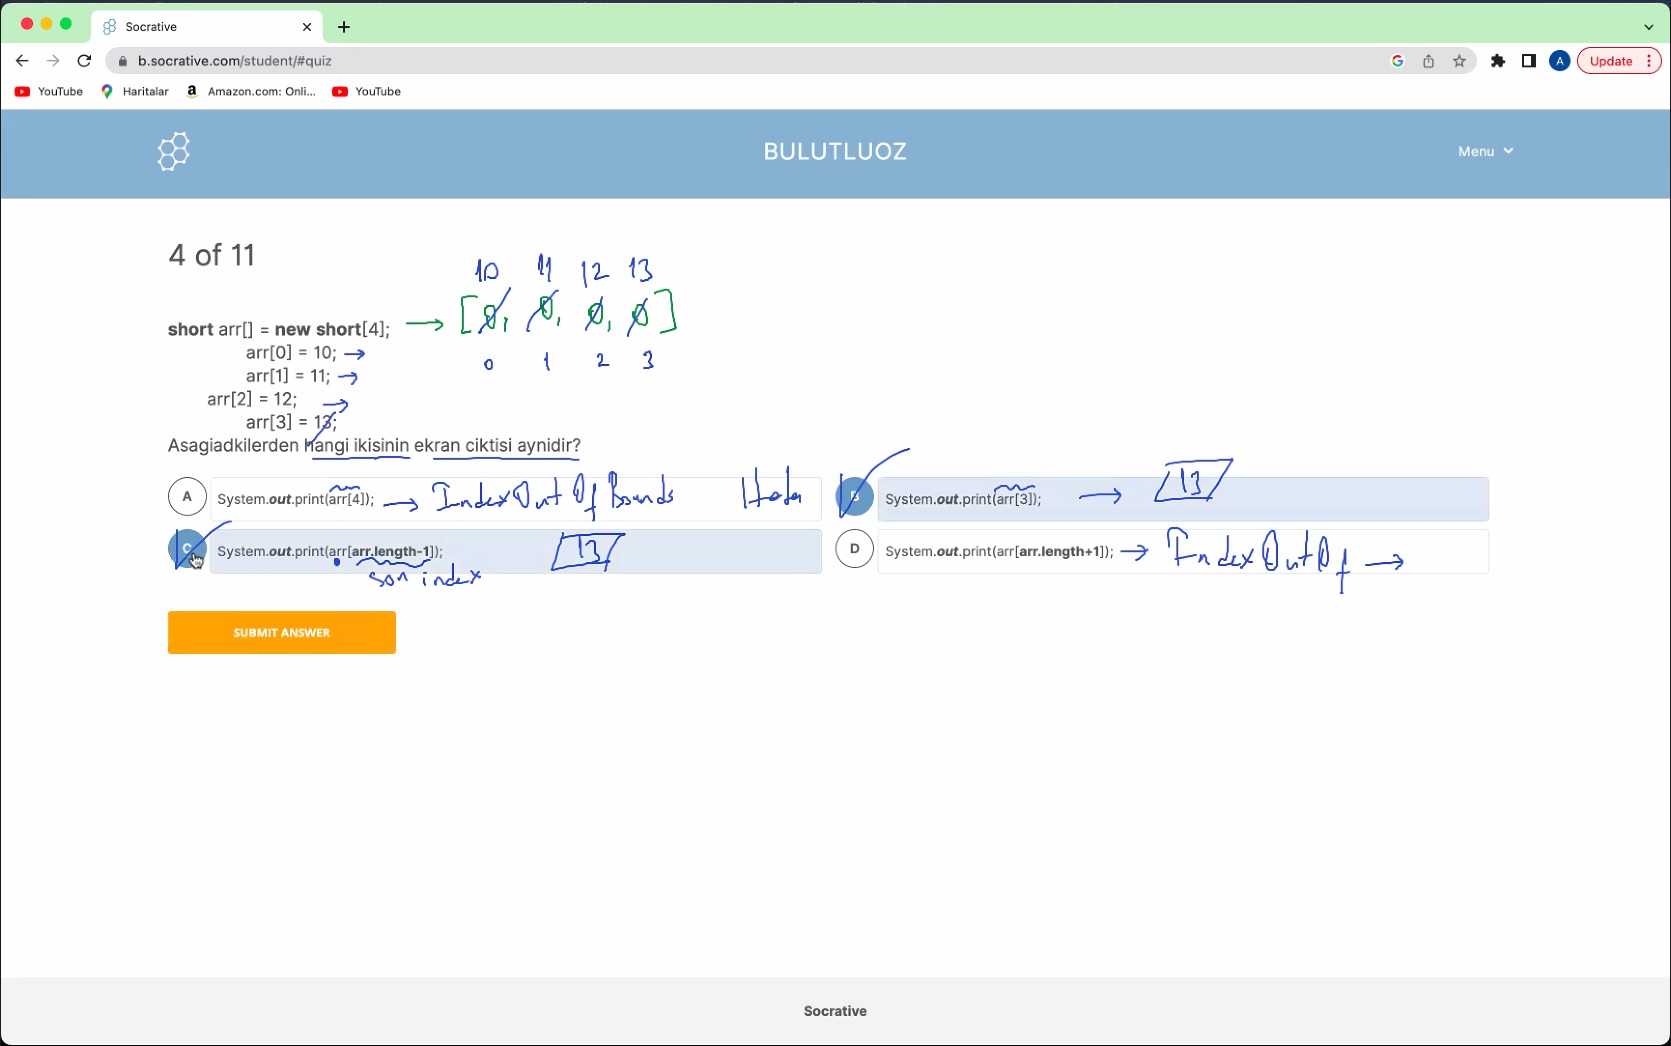 Socrative
b.socrative.com/student/#quiz
A
Update
YouTube
Haritalar
Amazon.com: Onli...
YouTube
BULUTLUOZ
Menu
4 of 11
10 11 12 13
short arr[] = new short[4];
[0, 0, 0, 0]
arr[0] = 10;
0 1 2 3
arr[1] = 11;
arr[2] = 12;
arr[3] = 13;
Asagiadkilerden hangi ikisinin ekran ciktisi aynidir?
A System.out.print(arr[4]); IndexOutOfBounds Hata
B System.out.print(arr[3]); 13
C System.out.print(arr[arr.length-1]); 13
son index
D System.out.print(arr[arr.length+1]); IndexOutOf
SUBMIT ANSWER
Socrative